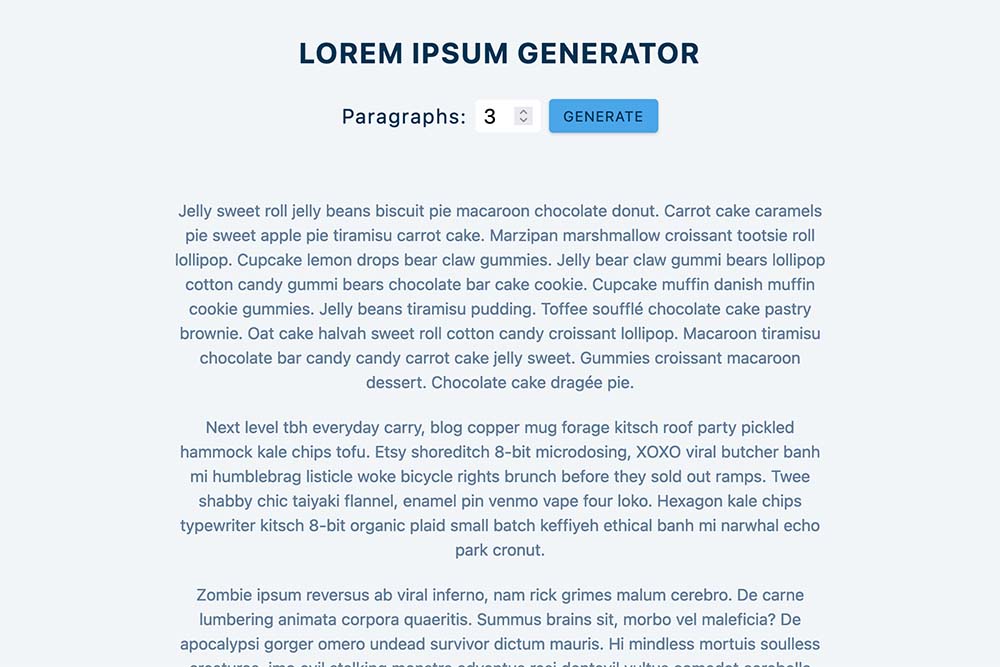 LOREM IPSUM GENERATOR
Paragraphs: 3 GENERATE
Jelly sweet roll jelly beans biscuit pie macaroon chocolate donut. Carrot cake caramels
pie sweet apple pie tiramisu carrot cake. Marzipan marshmallow croissant tootsie roll
lollipop. Cupcake lemon drops bear claw gummies. Jelly bear claw gummi bears lollipop
cotton candy gummi bears chocolate bar cake cookie. Cupcake muffin danish muffin
cookie gummies. Jelly beans tiramisu pudding. Toffee soufflé chocolate cake pastry
brownie. Oat cake halvah sweet roll cotton candy croissant lollipop. Macaroon tiramisu
chocolate bar candy candy carrot cake jelly sweet. Gummies croissant macaroon
dessert. Chocolate cake dragée pie.
Next level tbh everyday carry, blog copper mug forage kitsch roof party pickled
hammock kale chips tofu. Etsy shoreditch 8-bit microdosing, XOXO viral butcher banh
mi humblebrag listicle woke bicycle rights brunch before they sold out ramps. Twee
shabby chic taiyaki flannel, enamel pin venmo vape four loko. Hexagon kale chips
typewriter kitsch 8-bit organic plaid small batch keffiyeh ethical banh mi narwhal echo
park cronut.
Zombie ipsum reversus ab viral inferno, nam rick grimes malum cerebro. De carne
lumbering animata corpora quaeritis. Summus brains sit, morbo vel maleficia? De
apocalypsi gorger omero undead survivor dictum mauris. Hi mindless mortuis soulless